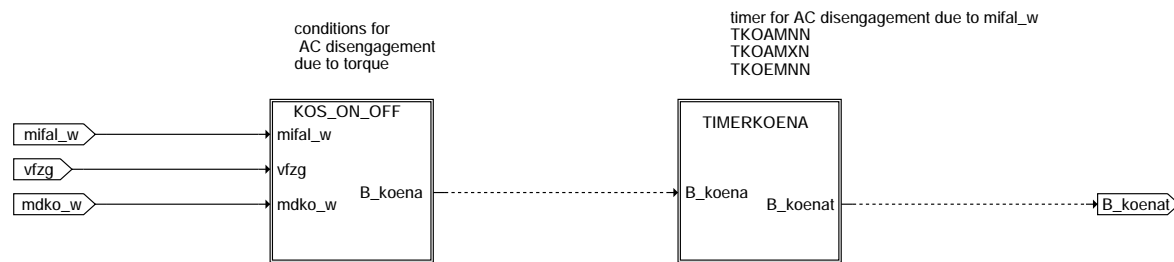 conditions for
AC disengagement
due to torque
timer for AC disengagement due to mifal_w
TKOAMNN
TKOAMXN
TKOEMNN
KOS_ON_OFF
TIMERKOENA
mifal_w
mifal_w
vfzg
vfzg
mdko_w
mdko_w
B_koena
B_koena
B_koenat
B_koenat